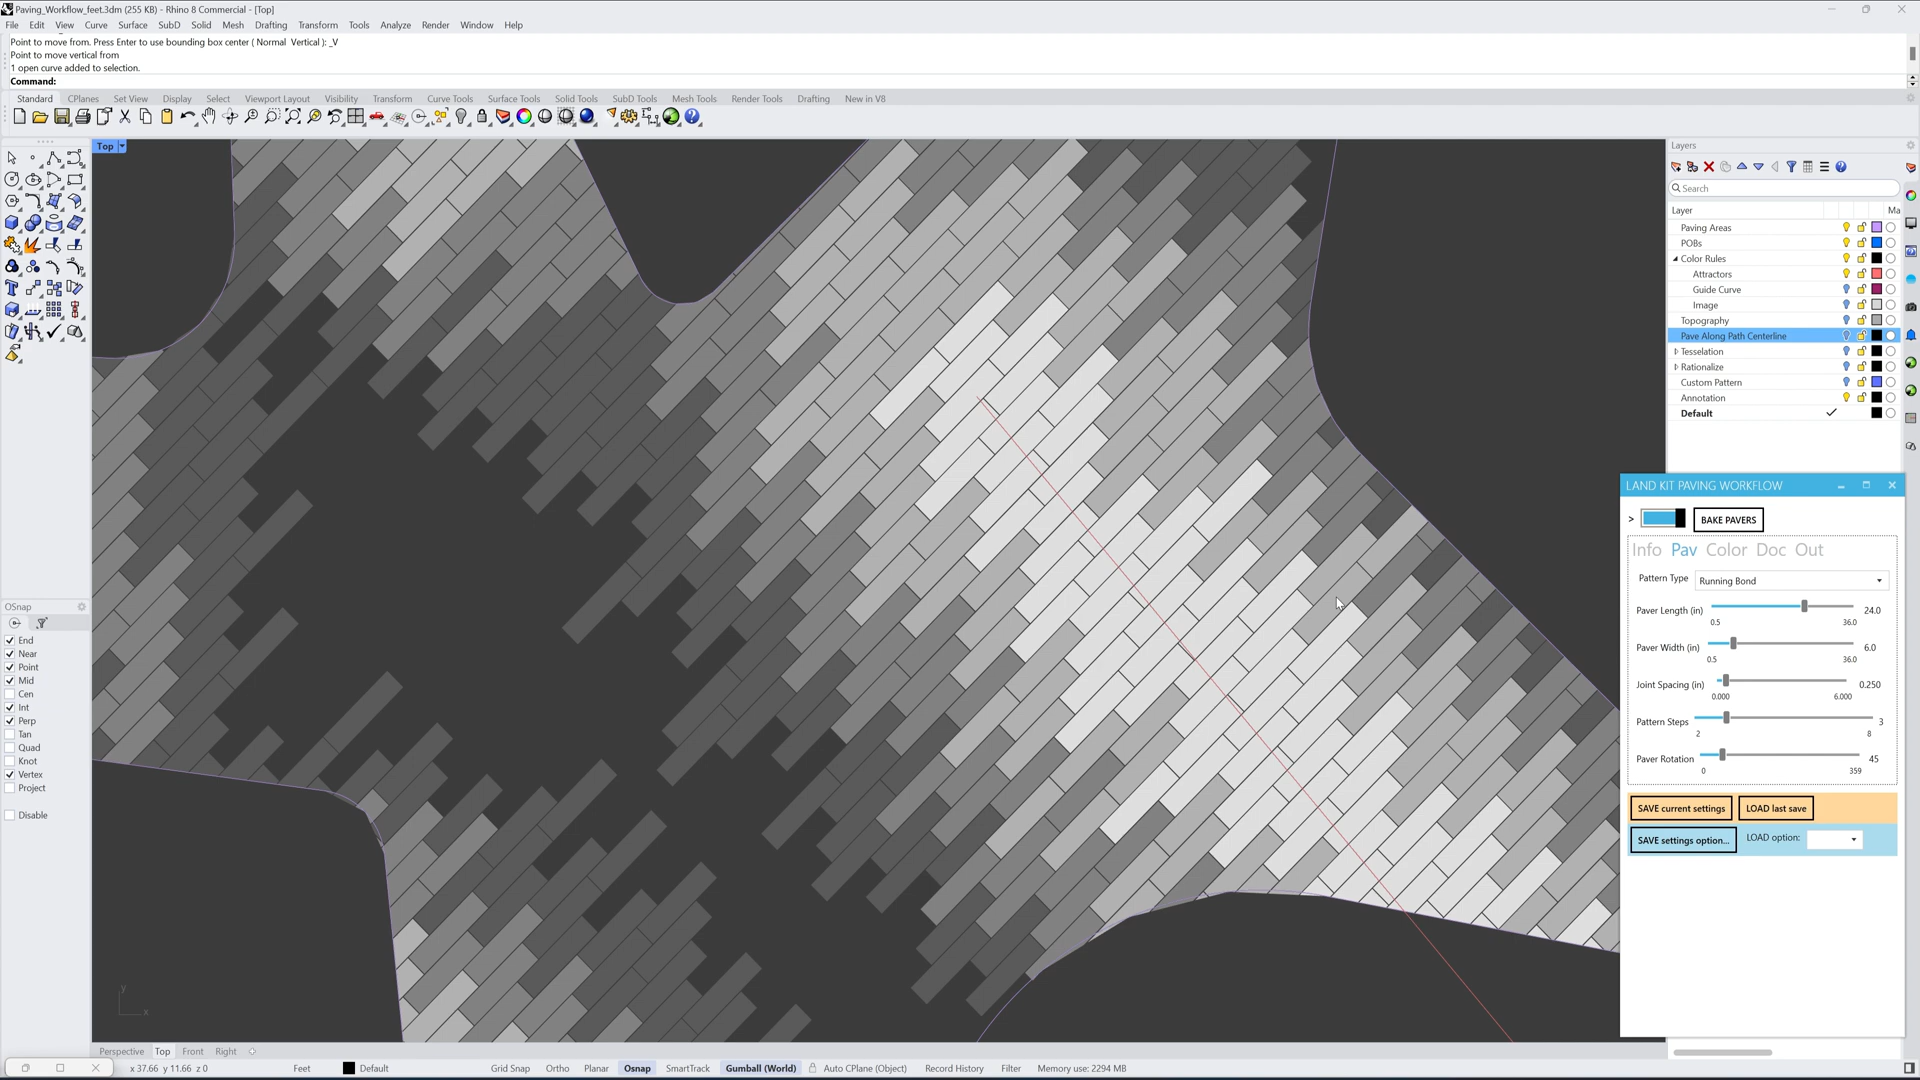 Paving_Workflow_feet.3dm (255 KB) - Rhino 8 Commercial - [Top]
File Edit View Curve Surface SubD Solid Mesh Drafting Transform Tools Analyze Render Window Help
Point to move from. Press Enter to use bounding box center ( Normal Vertical ): _V
Point to move vertical from
1 open curve added to selection.
Command:
Standard CPlanes Set View Display Select Viewport Layout Visibility Transform Curve Tools Surface Tools Solid Tools SubD Tools Mesh Tools Render Tools Drafting New in V8
Top
Layers
Search
Layer Ma
Paving Areas
POBs
Color Rules
Attractors
Guide Curve
Image
Topography
Pave Along Path Centerline
Tesselation
Rationalize
Custom Pattern
Annotation
Default
LAND KIT PAVING WORKFLOW
> BAKE PAVERS
Info Pav Color Doc Out
Pattern Type Running Bond
Paver Length (in) 24.0
0.5 36.0
Paver Width (in) 6.0
0.5 36.0
Joint Spacing (in) 0.250
0.000 6.000
Pattern Steps 3
2 8
Paver Rotation 45
0 359
SAVE current settings LOAD last save
SAVE settings option... LOAD option:
OSnap
End
Near
Point
Mid
Cen
Int
Perp
Tan
Quad
Knot
Vertex
Project
Disable
y
x
Perspective Top Front Right
x 37.66 y 11.66 z 0 Feet Default Grid Snap Ortho Planar Osnap SmartTrack Gumball (World) Auto CPlane (Object) Record History Filter Memory use: 2294 MB